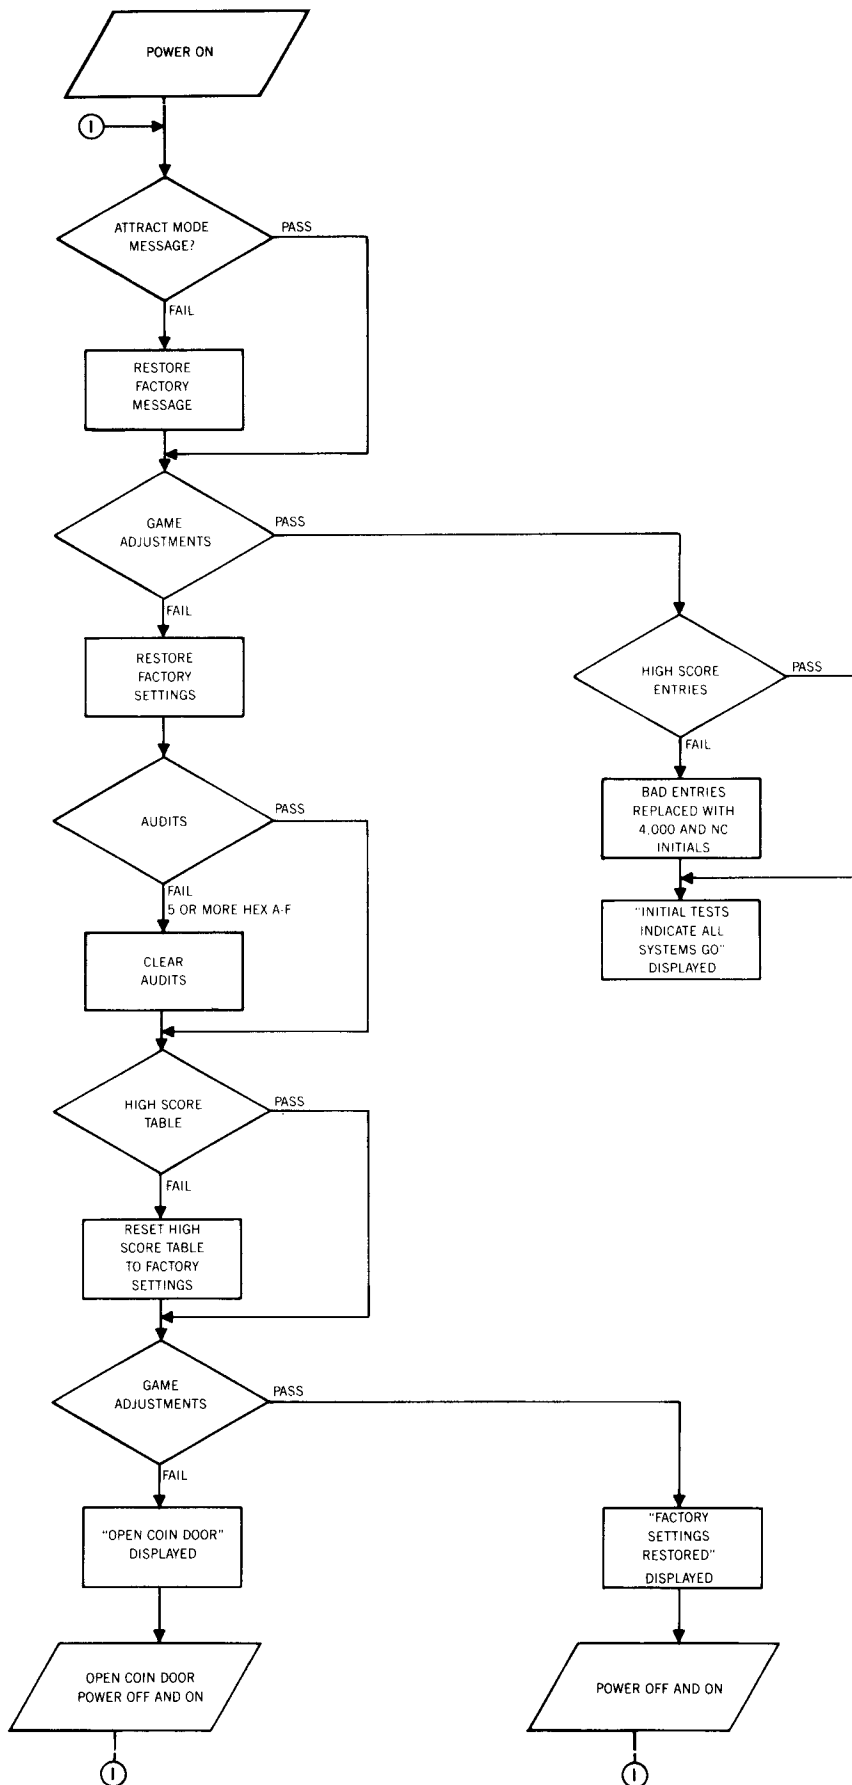 POWER ON
1
ATTRACT MODE
MESSAGE?
PASS
FAIL
RESTORE
FACTORY
MESSAGE
GAME
ADJUSTMENTS
PASS
FAIL
RESTORE
FACTORY
SETTINGS
HIGH SCORE
ENTRIES
PASS
FAIL
BAD ENTRIES
REPLACED WITH
4,000 AND NC
INITIALS
"INITIAL TESTS
INDICATE ALL
SYSTEMS GO"
DISPLAYED
AUDITS
PASS
FAIL
5 OR MORE HEX A-F
CLEAR
AUDITS
HIGH SCORE
TABLE
PASS
FAIL
RESET HIGH
SCORE TABLE
TO FACTORY
SETTINGS
GAME
ADJUSTMENTS
PASS
FAIL
"OPEN COIN DOOR"
DISPLAYED
"FACTORY
SETTINGS
RESTORED"
DISPLAYED
OPEN COIN DOOR
POWER OFF AND ON
POWER OFF AND ON
1
1